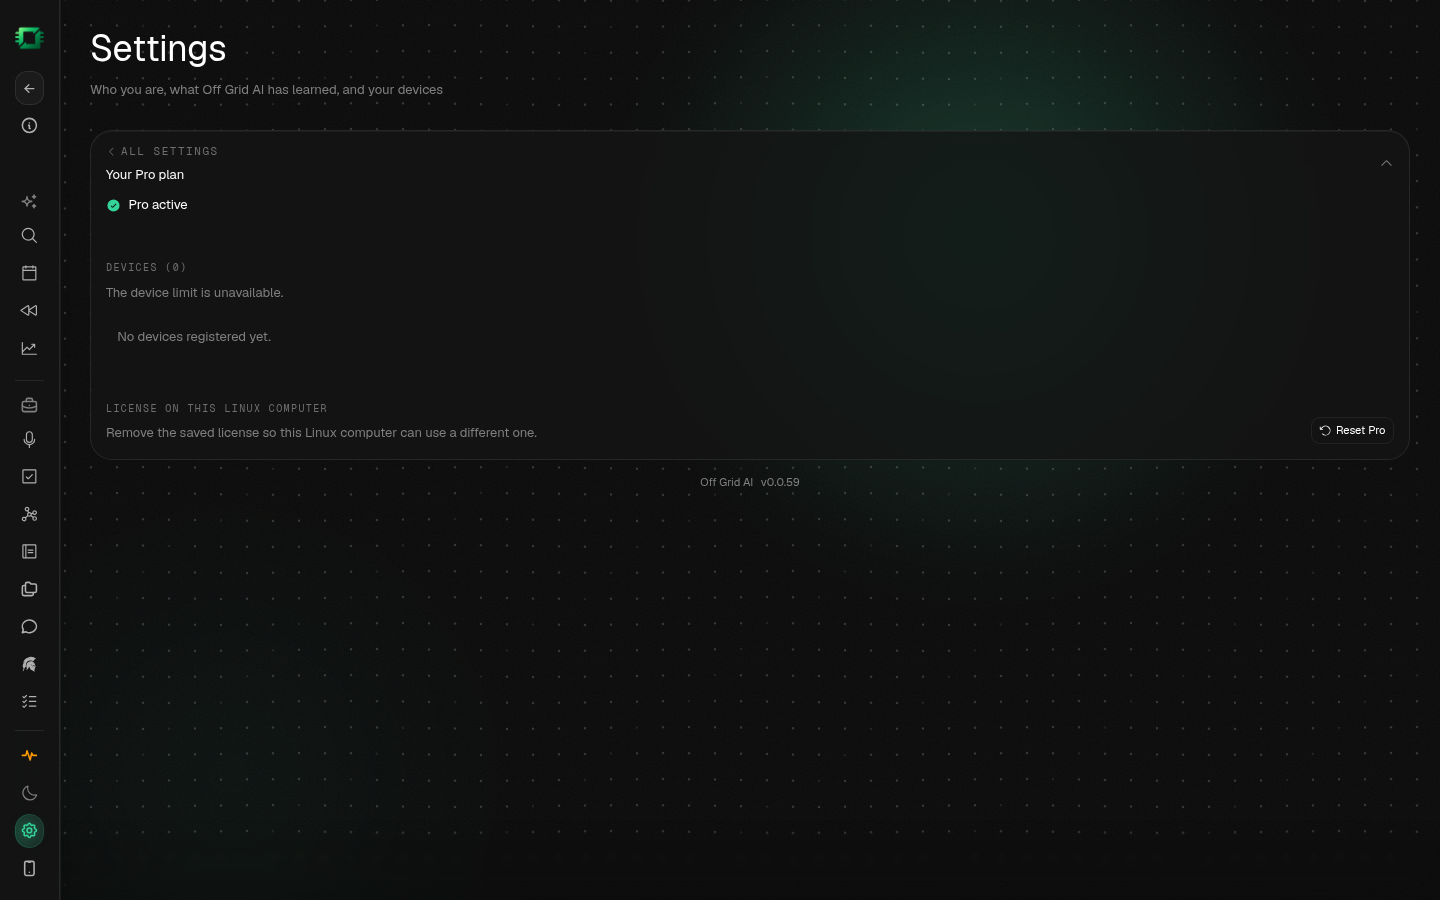 Settings
Who you are, what Off Grid AI has learned, and your devices
ALL SETTINGS
Your Pro plan
Pro active
DEVICES (0)
The device limit is unavailable.
No devices registered yet.
LICENSE ON THIS LINUX COMPUTER
Remove the saved license so this Linux computer can use a different one.
Reset Pro
Off Grid AI v0.0.59